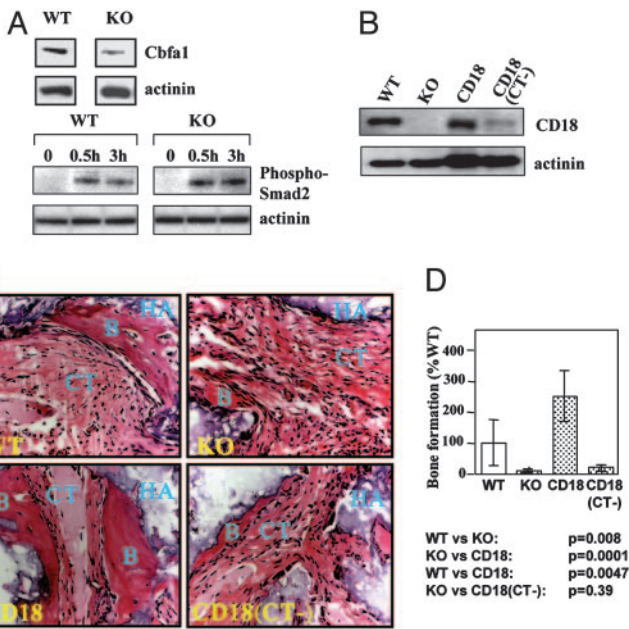 A
WT KO
Cbfa1
actinin
WT KO
0 0.5h 3h 0 0.5h 3h
Phospho-
Smad2
actinin
B
WT KO CD18 CD18
(CT-)
CD18
actinin
HA
B
CT
HA
CT
B
KO
B
CT
HA
B
HA
B
CT
CD18(CT-)
D
Bone formation (%WT)
400
300
200
100
0
WT KO CD18 CD18
(CT-)
WT vs KO: p=0.008
KO vs CD18: p=0.0001
WT vs CD18: p=0.0047
KO vs CD18(CT-): p=0.39